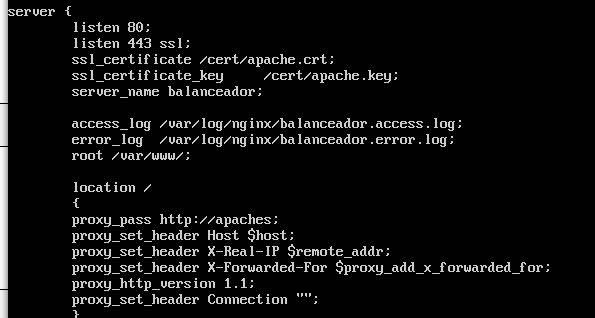 server {
listen 80;
listen 443 ssl;
ssl_certificate /cert/apache.crt;
ssl_certificate_key /cert/apache.key;
server_name balanceador;
access_log /var/log/nginx/balanceador.access.log;
error_log /var/log/nginx/balanceador.error.log;
root /var/www/;
location /
{
proxy_pass http://apaches;
proxy_set_header Host $host;
proxy_set_header X-Real-IP $remote_addr;
proxy_set_header X-Forwarded-For $proxy_add_x_forwarded_for;
proxy_http_version 1.1;
proxy_set_header Connection "";
}